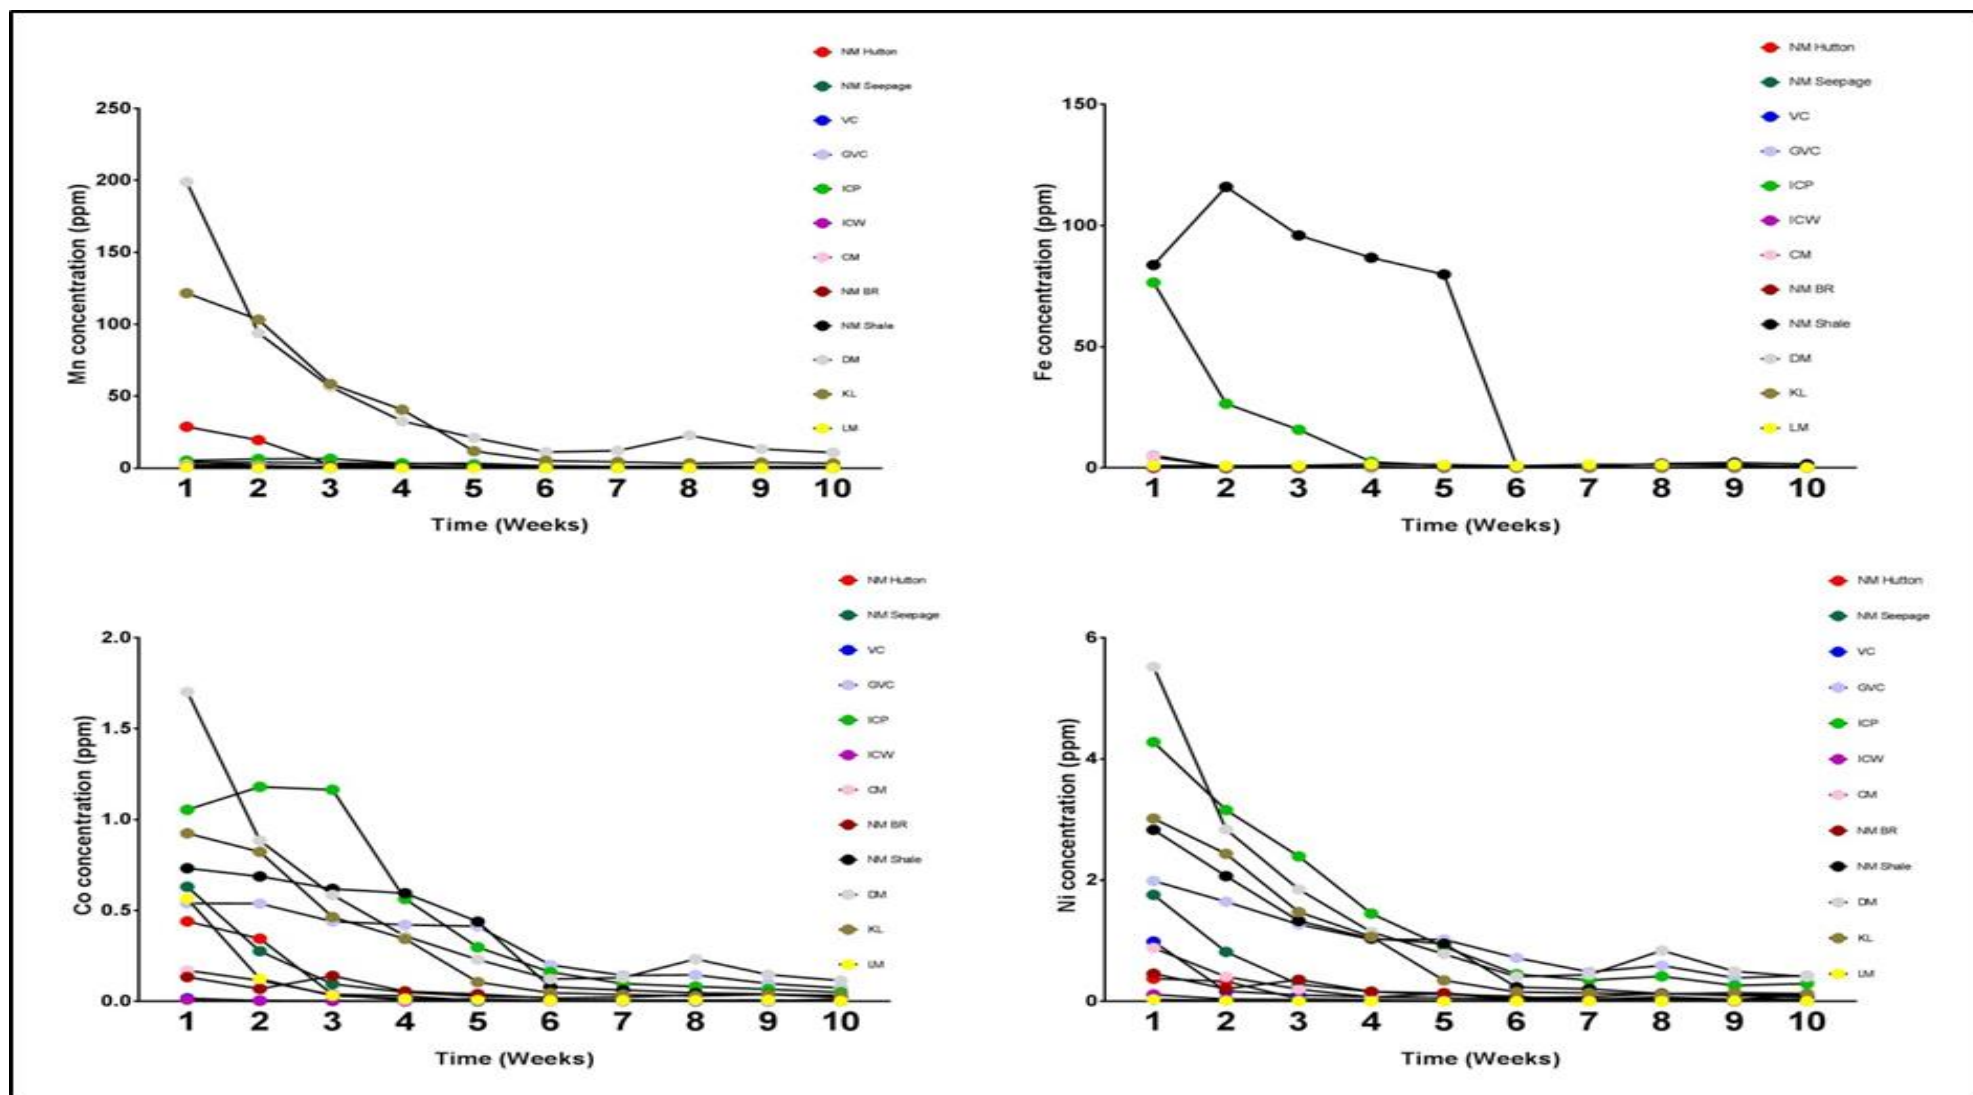 NM Hutton
NM Seepage
VC
GVC
ICP
ICW
CM
NM BR
NM Shale
DM
KL
LM
250
200
150
100
50
0
Mn concentration (ppm)
1 2 3 4 5 6 7 8 9 10
Time (Weeks)
NM Hutton
NM Seepage
VC
GVC
ICP
ICW
CM
NM BR
NM Shale
DM
KL
LM
150
100
50
0
Fe concentration (ppm)
1 2 3 4 5 6 7 8 9 10
Time (Weeks)
NM Hutton
NM Seepage
VC
GVC
ICP
ICW
CM
NM BR
NM Shale
DM
KL
LM
2.0
1.5
1.0
0.5
0.0
Co concentration (ppm)
1 2 3 4 5 6 7 8 9 10
Time (Weeks)
NM Hutton
NM Seepage
VC
GVC
ICP
ICW
CM
NM BR
NM Shale
DM
KL
LM
6
4
2
0
Ni concentration (ppm)
1 2 3 4 5 6 7 8 9 10
Time (Weeks)